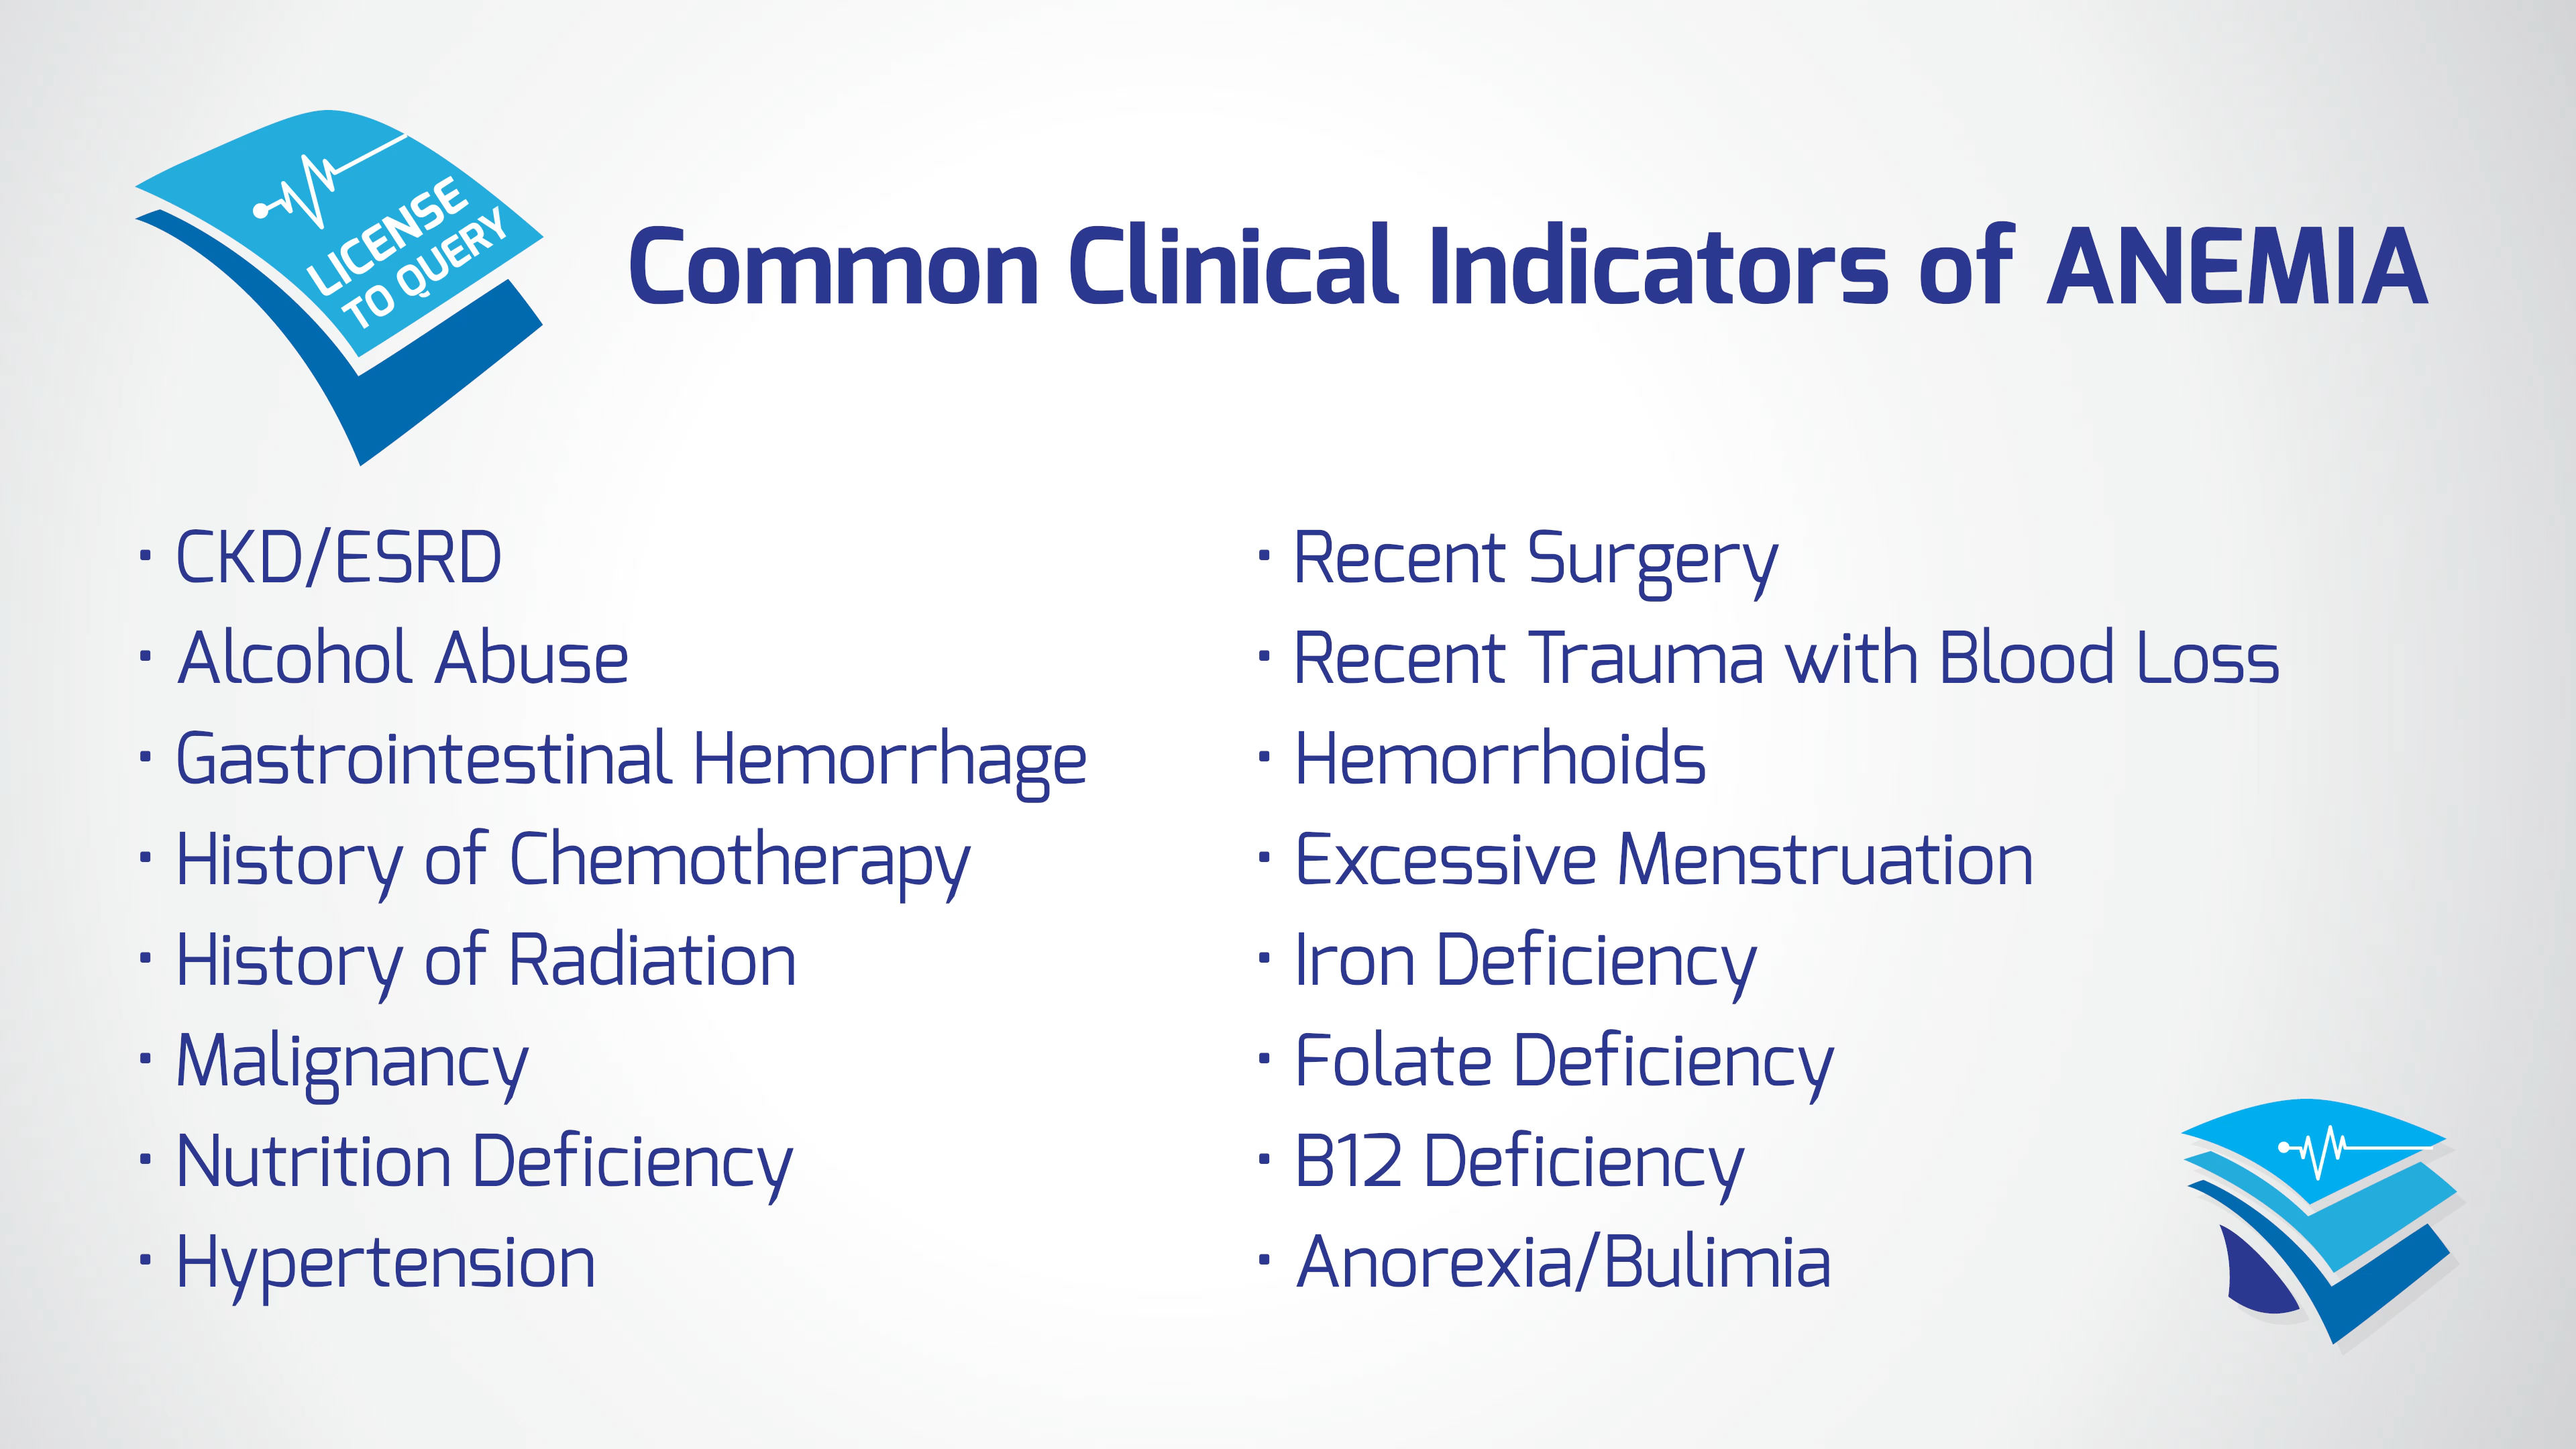 LICENSE
TO QUERY
Common Clinical Indicators of ANEMIA
· CKD/ESRD
· Alcohol Abuse
· Gastrointestinal Hemorrhage
· History of Chemotherapy
· History of Radiation
· Malignancy
· Nutrition Deficiency
· Hypertension
· Recent Surgery
· Recent Trauma with Blood Loss
· Hemorrhoids
· Excessive Menstruation
· Iron Deficiency
· Folate Deficiency
· B12 Deficiency
· Anorexia/Bulimia